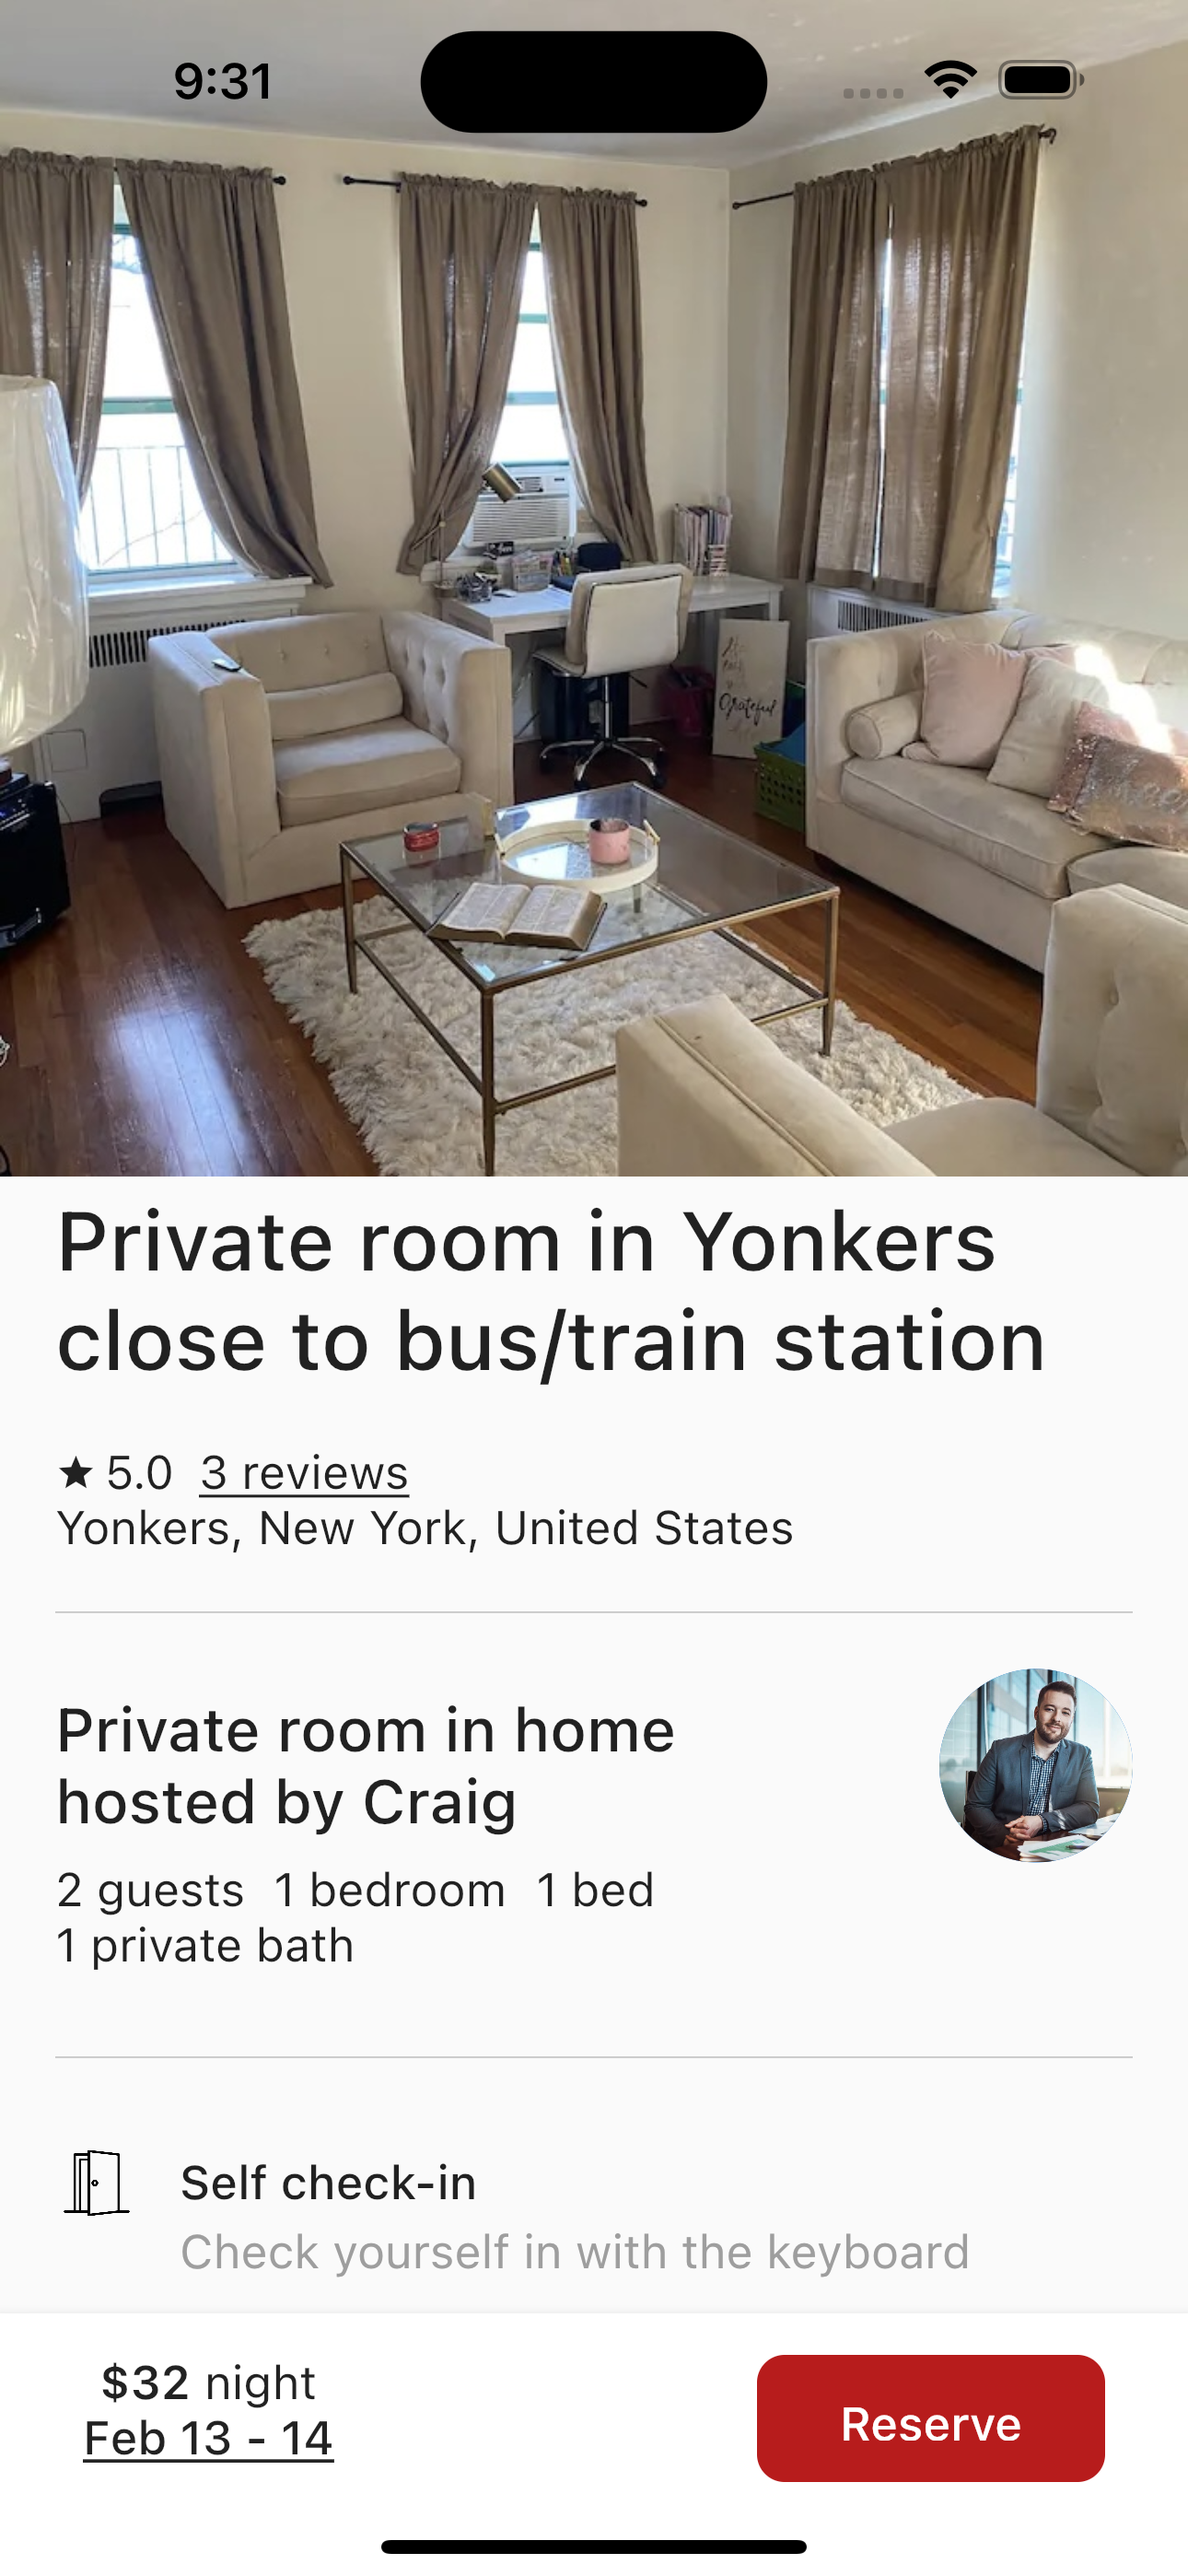 9:31
Grateful
Private room in Yonkers
close to bus/train station
5.0 3 reviews
Yonkers, New York, United States
Private room in home
hosted by Craig
2 guests 1 bedroom 1 bed
1 private bath
Self check-in
Check yourself in with the keyboard
$32 night
Feb 13 - 14
Reserve